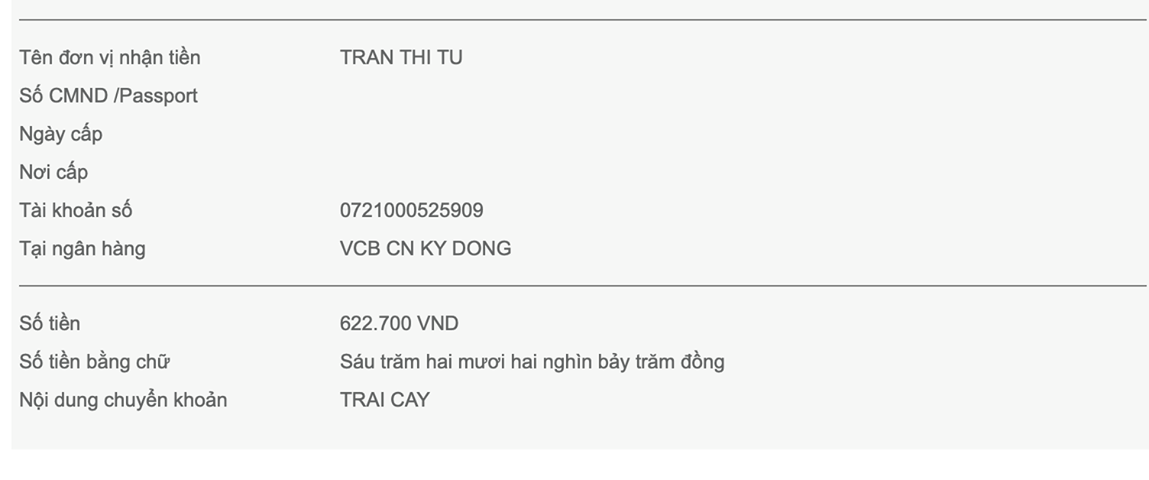 Tên đơn vị nhận tiền TRAN THI TU
Số CMND /Passport
Ngày cấp
Nơi cấp
Tài khoản số 0721000525909
Tại ngân hàng VCB CN KY DONG
Số tiền 622.700 VND
Số tiền bằng chữ Sáu trăm hai mươi hai nghìn bảy trăm đồng
Nội dung chuyển khoản TRAI CAY